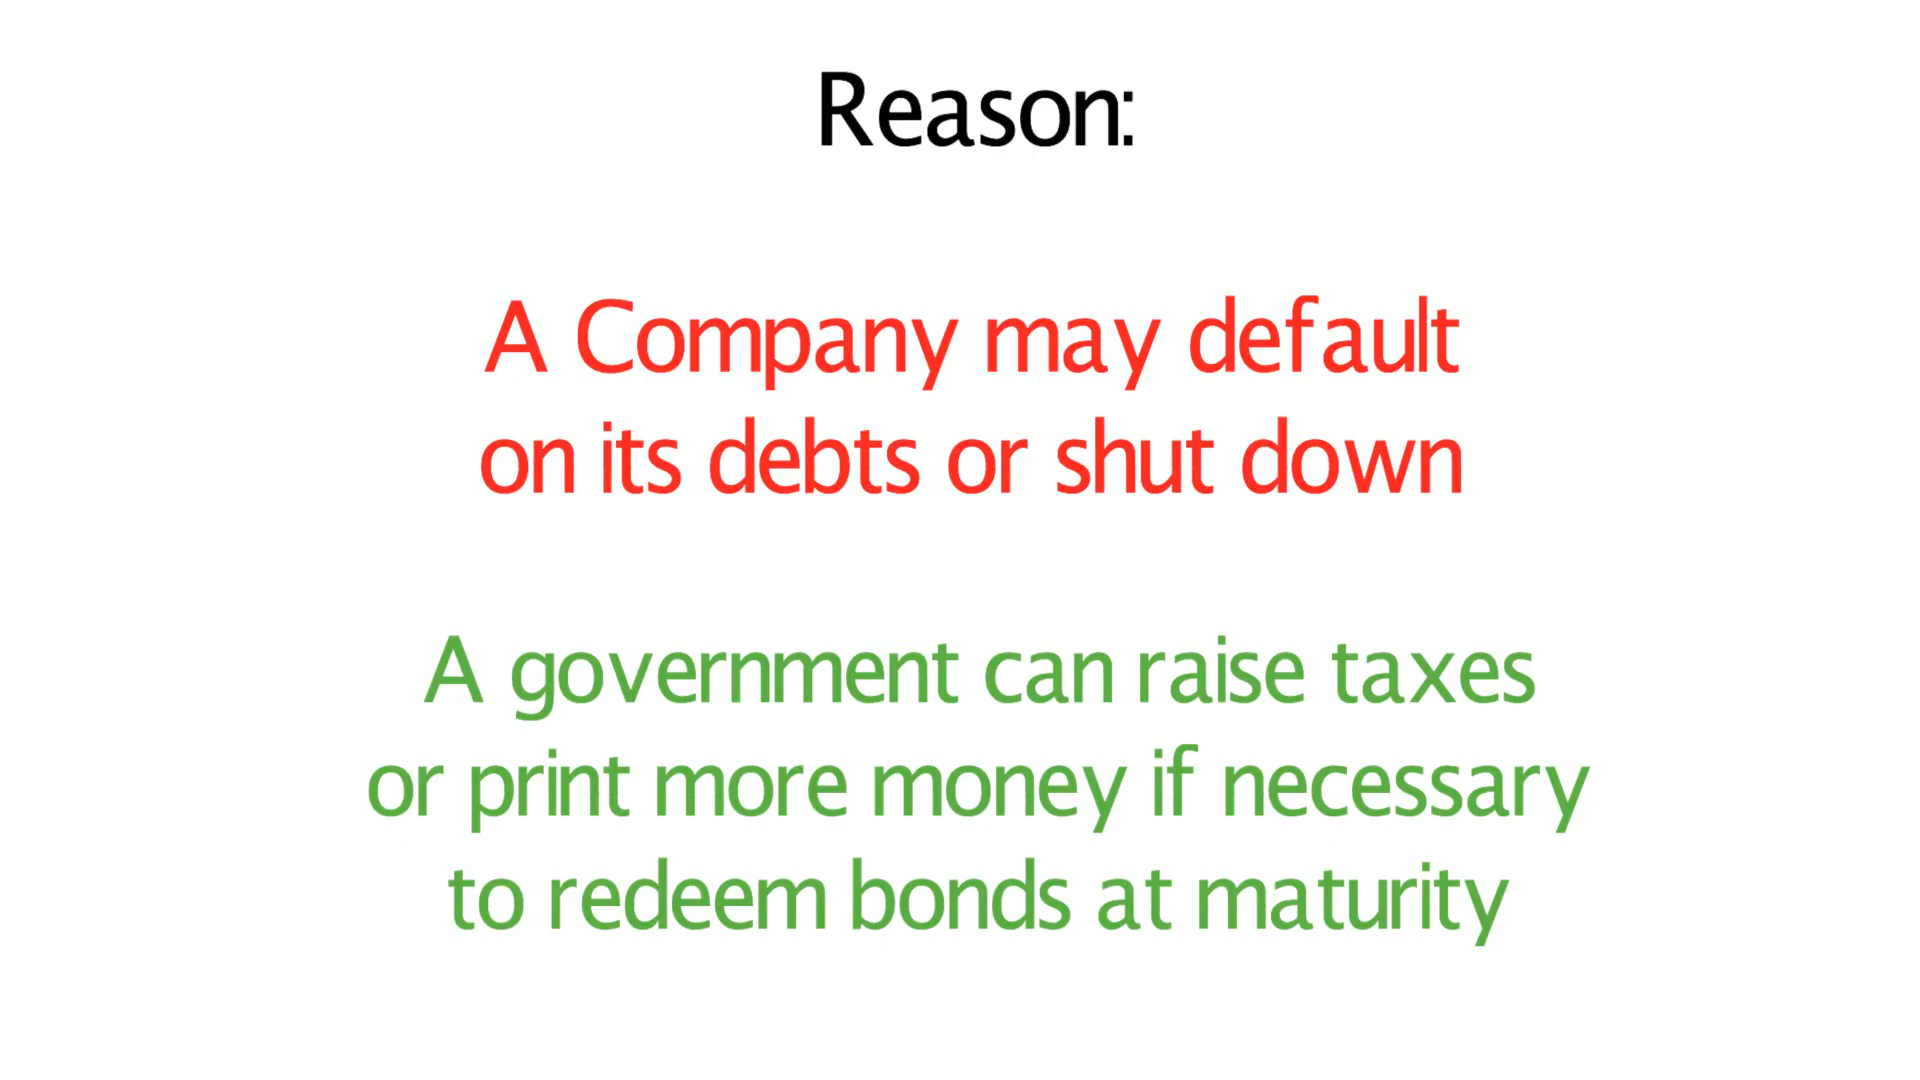 Reason:
A Company may default
on its debts or shut down
A government can raise taxes
or print more money if necessary
to redeem bonds at maturity